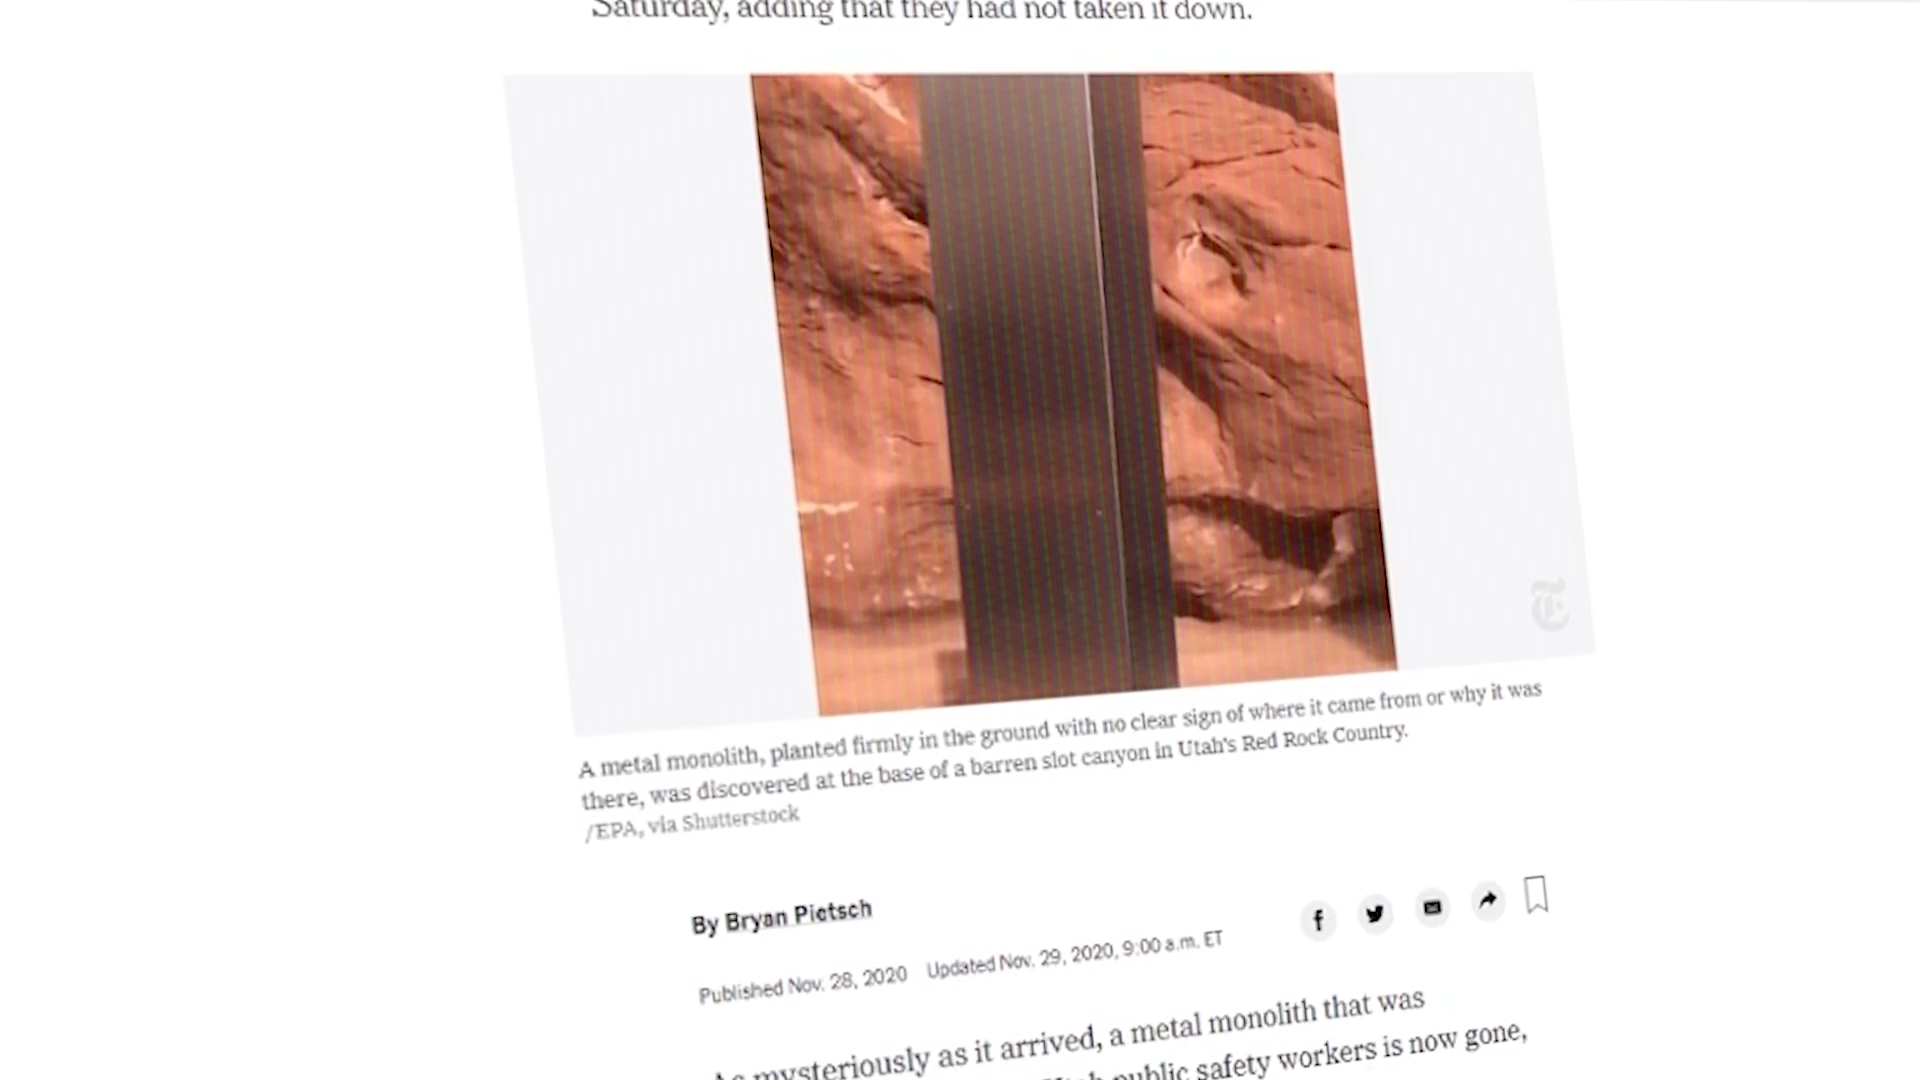 Saturday, adding that they had not taken it down.
A metal monolith, planted firmly in the ground with no clear sign of where it came from or why it was
there, was discovered at the base of a barren slot canyon in Utah's Red Rock Country.
/EPA, via Shutterstock
By Bryan Pietsch
Published Nov. 28, 2020 Updated Nov. 29, 2020, 9:00 a.m. ET
As mysteriously as it arrived, a metal monolith that was
public safety workers is now gone,